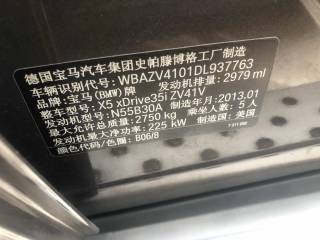 德国宝马汽车集团史帕滕博格工厂制造
车辆识别代号: WBAZV4101DL937763
品牌: 宝马(BMW)牌 发动机排量: 2979 ml
整车型号: X5 xDrive35i ZV41V
发动机型号: N55B30A 制造年月: 2013.01
最大允许总质量: 2750 kg 乘坐人数: 5 人
发动机最大净功率: 225 kW 制造国: 美国
颜色代码/色圈: B06/B